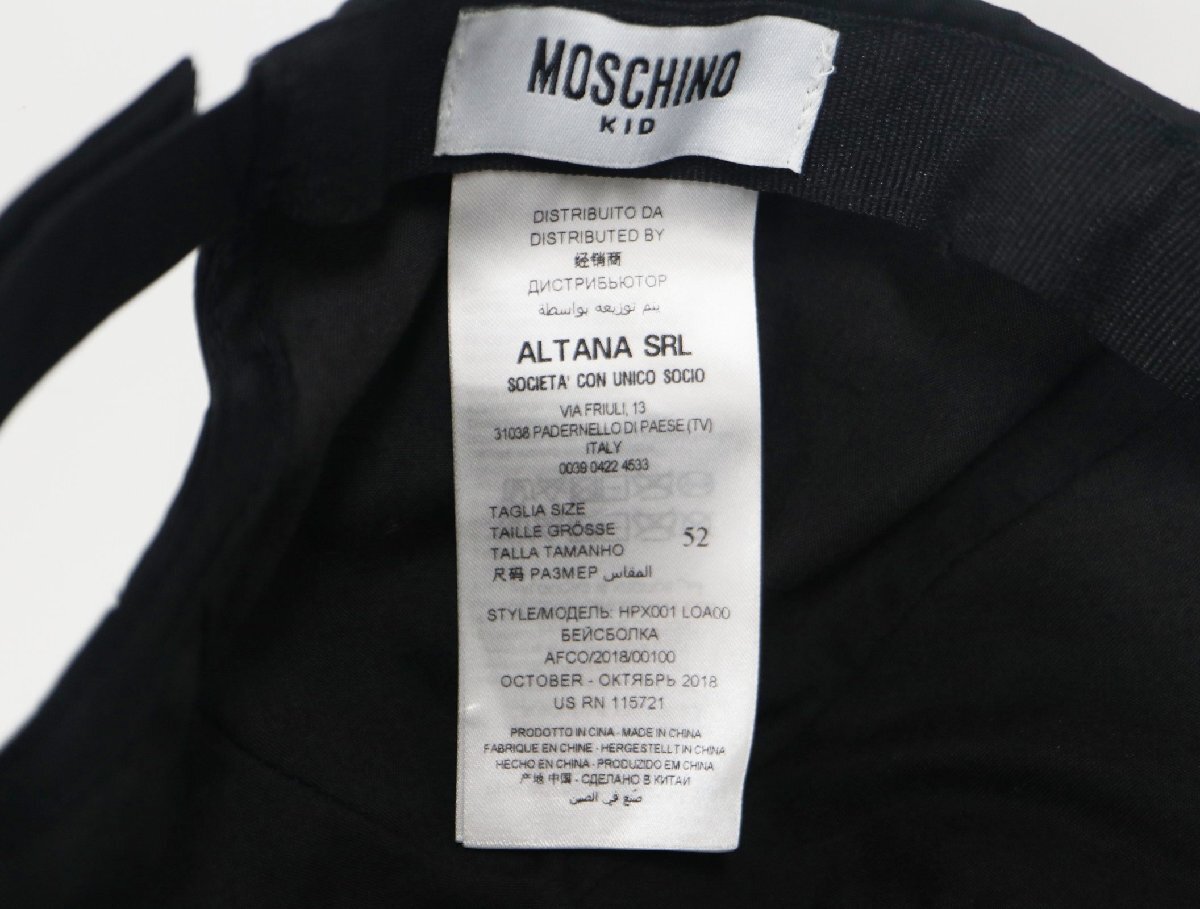 MOSCHINO
KID
DISTRIBUITO DA
DISTRIBUTED BY
经销商
ДИСТРИБЬЮТОР
يتم توزيعه بواسطة
ALTANA SRL
SOCIETA' CON UNICO SOCIO
VIA FRIULI, 13
31038 PADERNELLO DI PAESE (TV)
ITALY
0039 0422 4533
TAGLIA SIZE
TAILLE GRÖSSE
TALLA TAMANHO
52
尺码 РАЗМЕР المقاس
STYLE/МОДЕЛЬ: HPX001 LOA00
БЕЙСБОЛКА
AFCO/2018/00100
OCTOBER - ОКТЯБРЬ 2018
US RN 115721
PRODOTTO IN CINA - MADE IN CHINA
FABRIQUE EN CHINE - HERGESTELLT IN CHINA
HECHO EN CHINA - PRODUZIDO EM CHINA
产地 中国 - СДЕЛАНО В КИТАИ
صنع في الصين